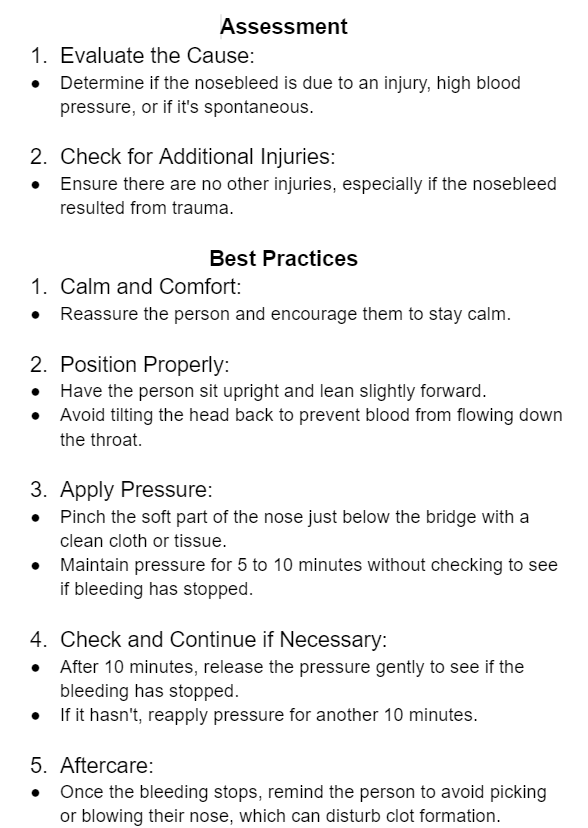 Assessment
1. Evaluate the Cause:
● Determine if the nosebleed is due to an injury, high blood
pressure, or if it's spontaneous.
2. Check for Additional Injuries:
● Ensure there are no other injuries, especially if the nosebleed
resulted from trauma.
Best Practices
1. Calm and Comfort:
● Reassure the person and encourage them to stay calm.
2. Position Properly:
● Have the person sit upright and lean slightly forward.
● Avoid tilting the head back to prevent blood from flowing down
the throat.
3. Apply Pressure:
● Pinch the soft part of the nose just below the bridge with a
clean cloth or tissue.
● Maintain pressure for 5 to 10 minutes without checking to see
if bleeding has stopped.
4. Check and Continue if Necessary:
● After 10 minutes, release the pressure gently to see if the
bleeding has stopped.
● If it hasn't, reapply pressure for another 10 minutes.
5. Aftercare:
● Once the bleeding stops, remind the person to avoid picking
or blowing their nose, which can disturb clot formation.